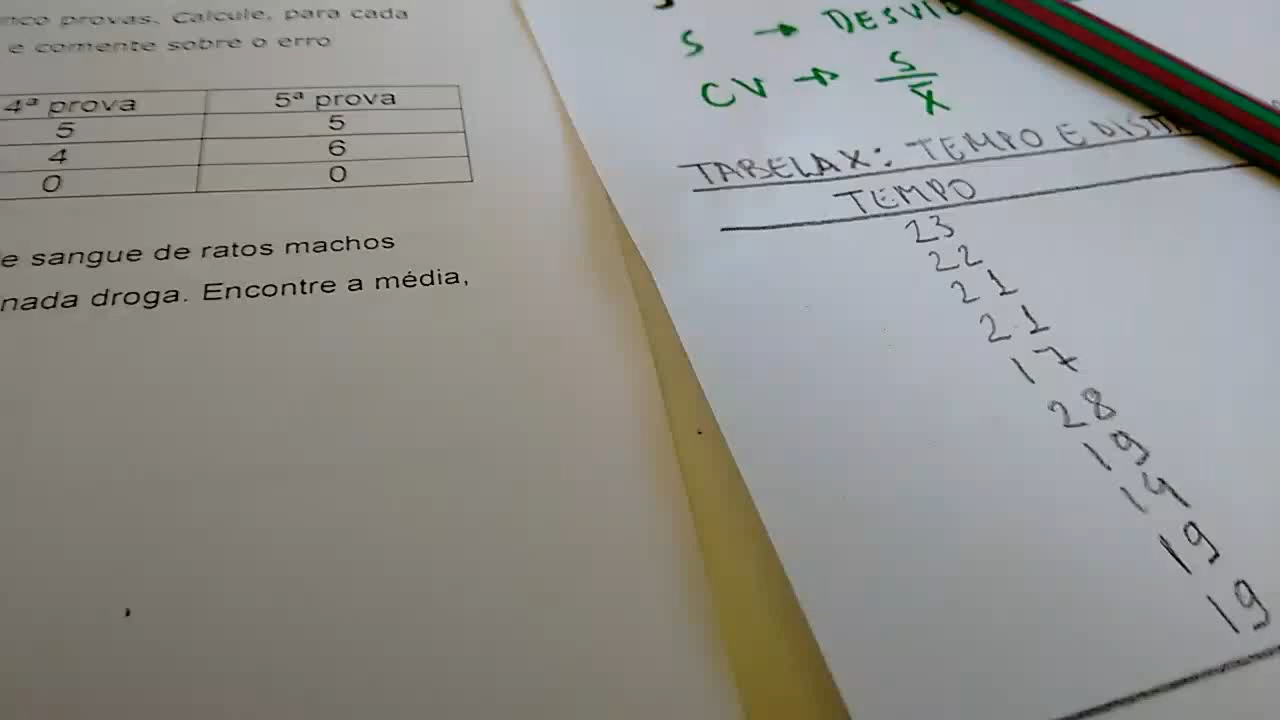 provas. Calcule, para cada
e comente sobre o erro
4ª prova 5ª prova
5 5
4 6
0 0
e sangue de ratos machos
nada droga. Encontre a média,
S → DESVI
CV → S/X̅
TABELA X: TEMPO E DIST
TEMPO
23
22
21
21
17
28
19
14
19
19